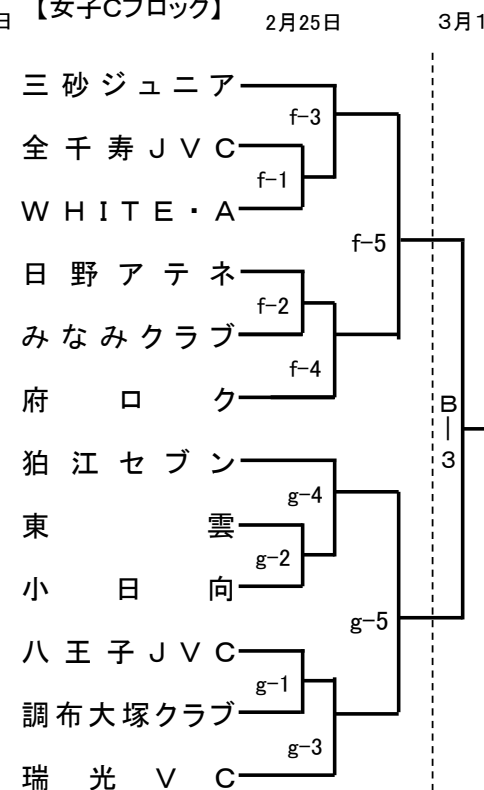 日 【女子Cブロック】 2月25日 3月1
三砂ジュニア
f-3
全千寿JVC
f-1
WHITE・A
f-5
日野アテネ
f-2
みなみクラブ
f-4
府ロク
B-3
狛江セブン
g-4
東雲
g-2
小日向
g-5
八王子JVC
g-1
調布大塚クラブ
g-3
瑞光VC